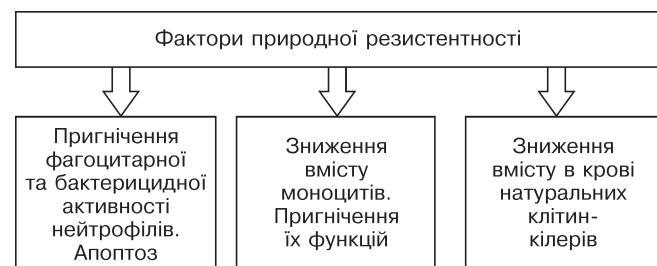 Фактори природної резистентності
Пригнічення
фагоцитарної
та бактерицидної
активності
нейтрофілів.
Апоптоз
Зниження
вмісту
моноцитів.
Пригнічення
їх функцій
Зниження
вмісту в крові
натуральних
клітин-
кілерів